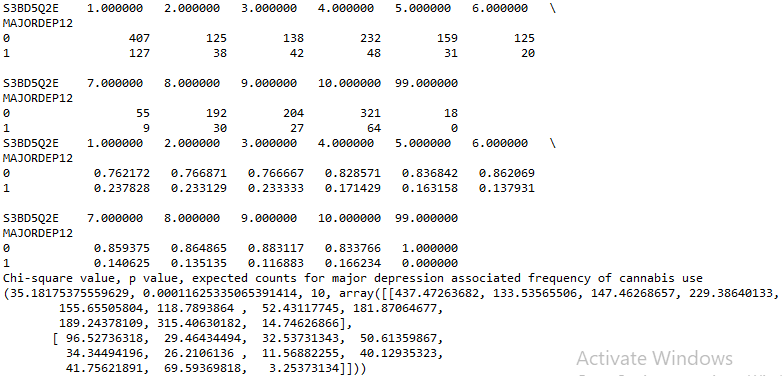 S3BD5Q2E    1.000000   2.000000   3.000000   4.000000   5.000000   6.000000   \
MAJORDEP12
0                407        125        138        232        159        125
1                127         38         42         48         31         20
S3BD5Q2E    7.000000   8.000000   9.000000   10.000000  99.000000
MAJORDEP12
0                 55        192        204        321         18
1                  9         30         27         64          0
S3BD5Q2E    1.000000   2.000000   3.000000   4.000000   5.000000   6.000000   \
MAJORDEP12
0           0.762172   0.766871   0.766667   0.828571   0.836842   0.862069
1           0.237828   0.233129   0.233333   0.171429   0.163158   0.137931
S3BD5Q2E    7.000000   8.000000   9.000000   10.000000  99.000000
MAJORDEP12
0           0.859375   0.864865   0.883117   0.833766   1.000000
1           0.140625   0.135135   0.116883   0.166234   0.000000
Chi-square value, p value, expected counts for major depression associated frequency of cannabis use
(35.18175375559629, 0.00011625335065391414, 10, array([[437.47263682, 133.53565506, 147.46268657, 229.38640133,
        155.65505804, 118.7893864 ,  52.43117745, 181.87064677,
        189.24378109, 315.40630182,  14.74626866],
       [ 96.52736318,  29.46434494,  32.53731343,  50.61359867,
         34.34494196,  26.2106136 ,  11.56882255,  40.12935323,
         41.75621891,  69.59369818,   3.25373134]]))
Activate Windows